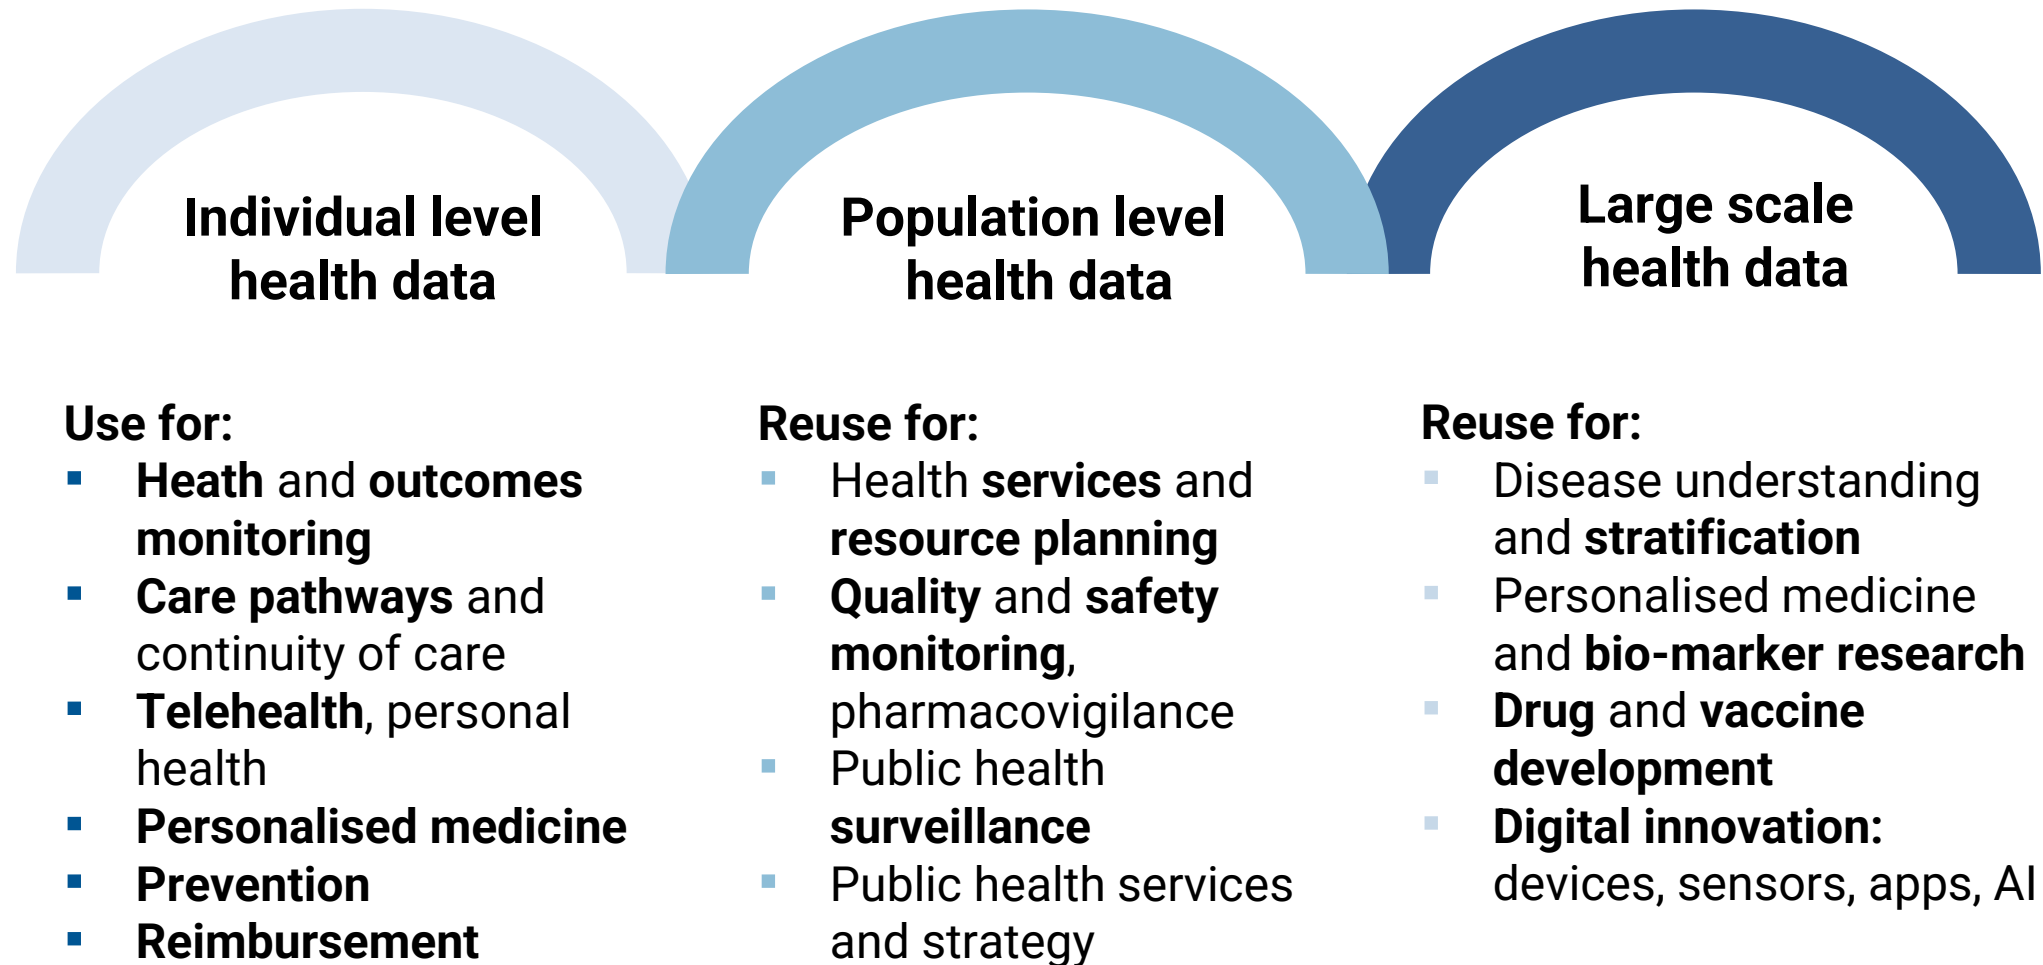 Individual level
health data
Use for:
▪ Heath and outcomes
monitoring
▪ Care pathways and
continuity of care
▪ Telehealth, personal
health
▪ Personalised medicine
▪ Prevention
▪ Reimbursement
Population level
health data
Reuse for:
▪ Health services and
resource planning
▪ Quality and safety
monitoring,
pharmacovigilance
▪ Public health
surveillance
▪ Public health services
and strategy
Large scale
health data
Reuse for:
▪ Disease understanding
and stratification
▪ Personalised medicine
and bio-marker research
▪ Drug and vaccine
development
▪ Digital innovation:
devices, sensors, apps, AI